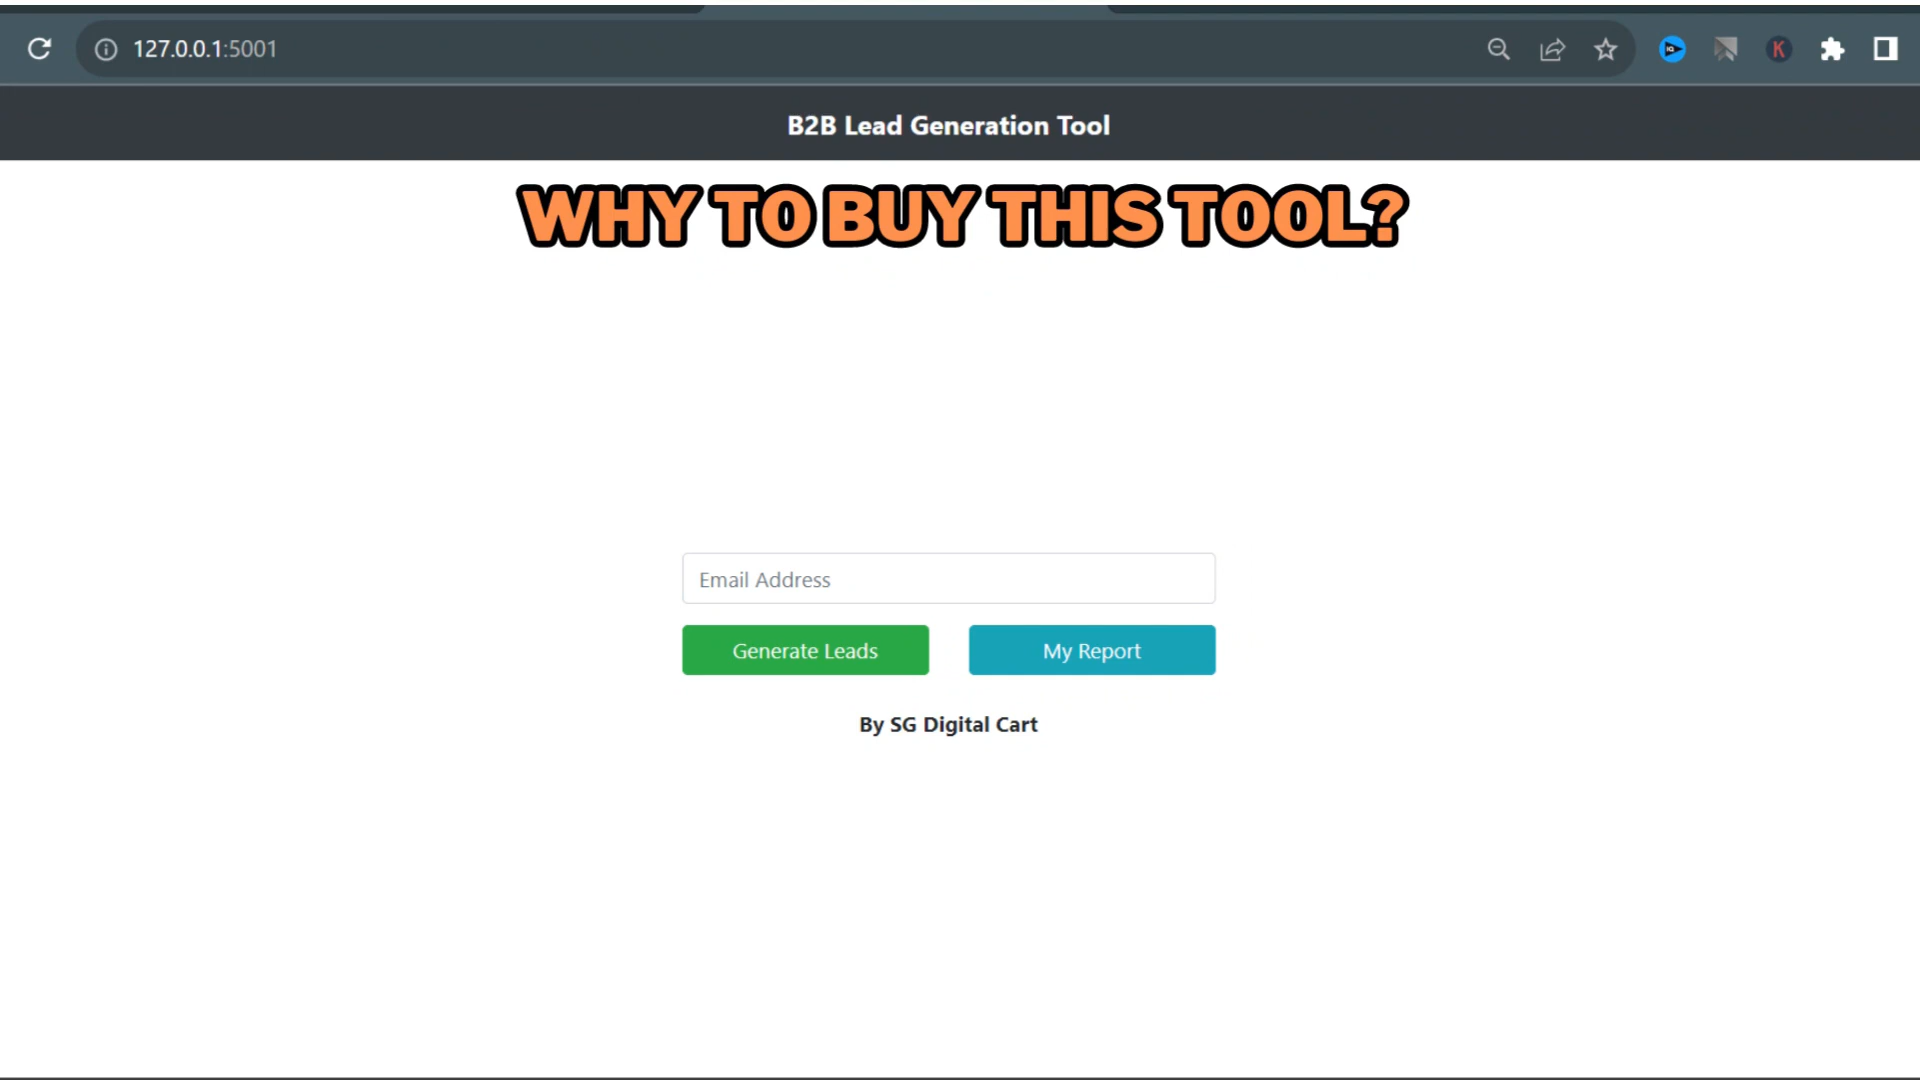 127.0.0.1:5001
B2B Lead Generation Tool
WHY TO BUY THIS TOOL?
Email Address
Generate Leads
My Report
By SG Digital Cart